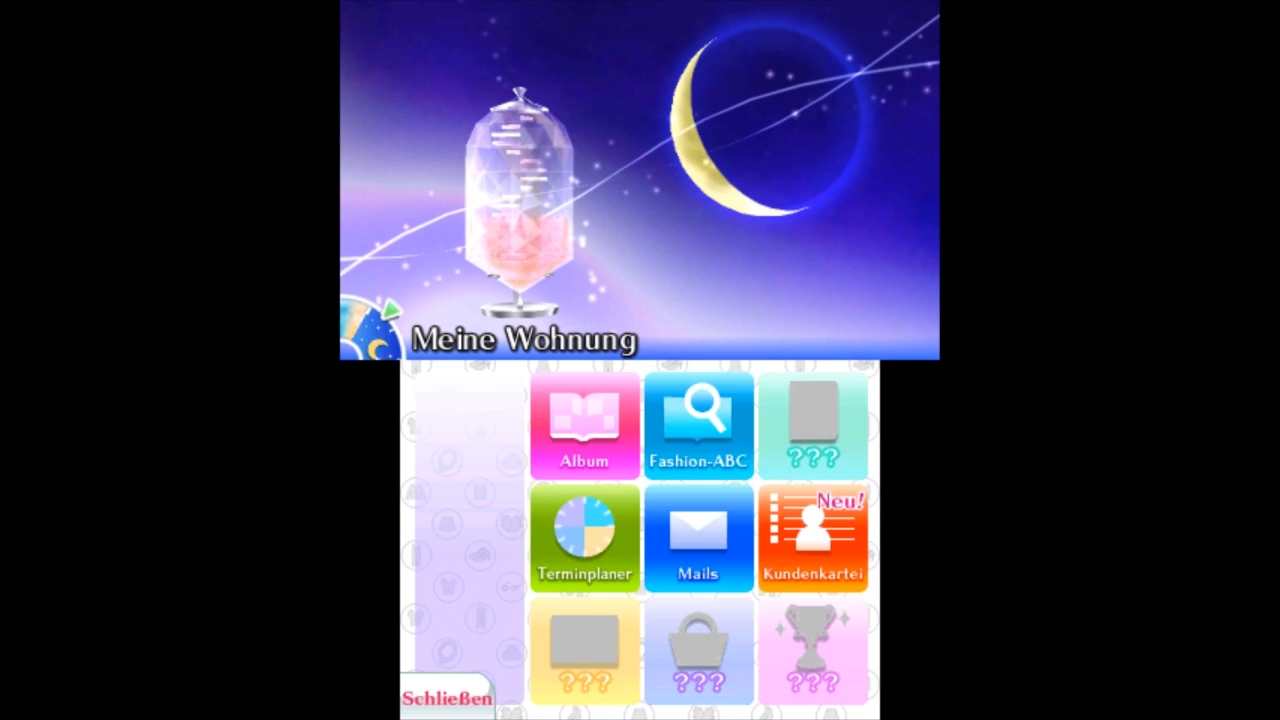 Meine Wohnung
Album
Fashion-ABC
???
Terminplaner
Mails
Neu!
Kundenkartei
???
???
???
Schließen